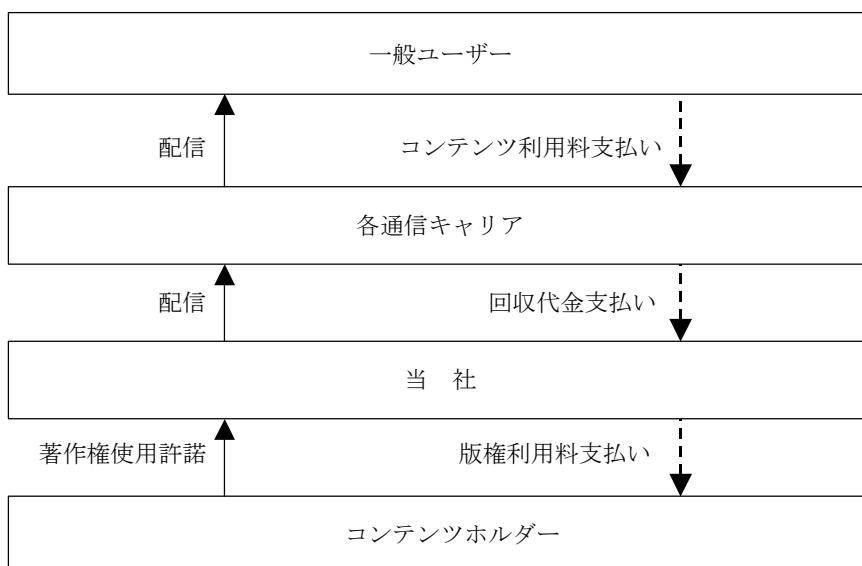 一般ユーザー
配信
コンテンツ利用料支払い
各通信キャリア
配信
回収代金支払い
当　社
著作権使用許諾
版権利用料支払い
コンテンツホルダー